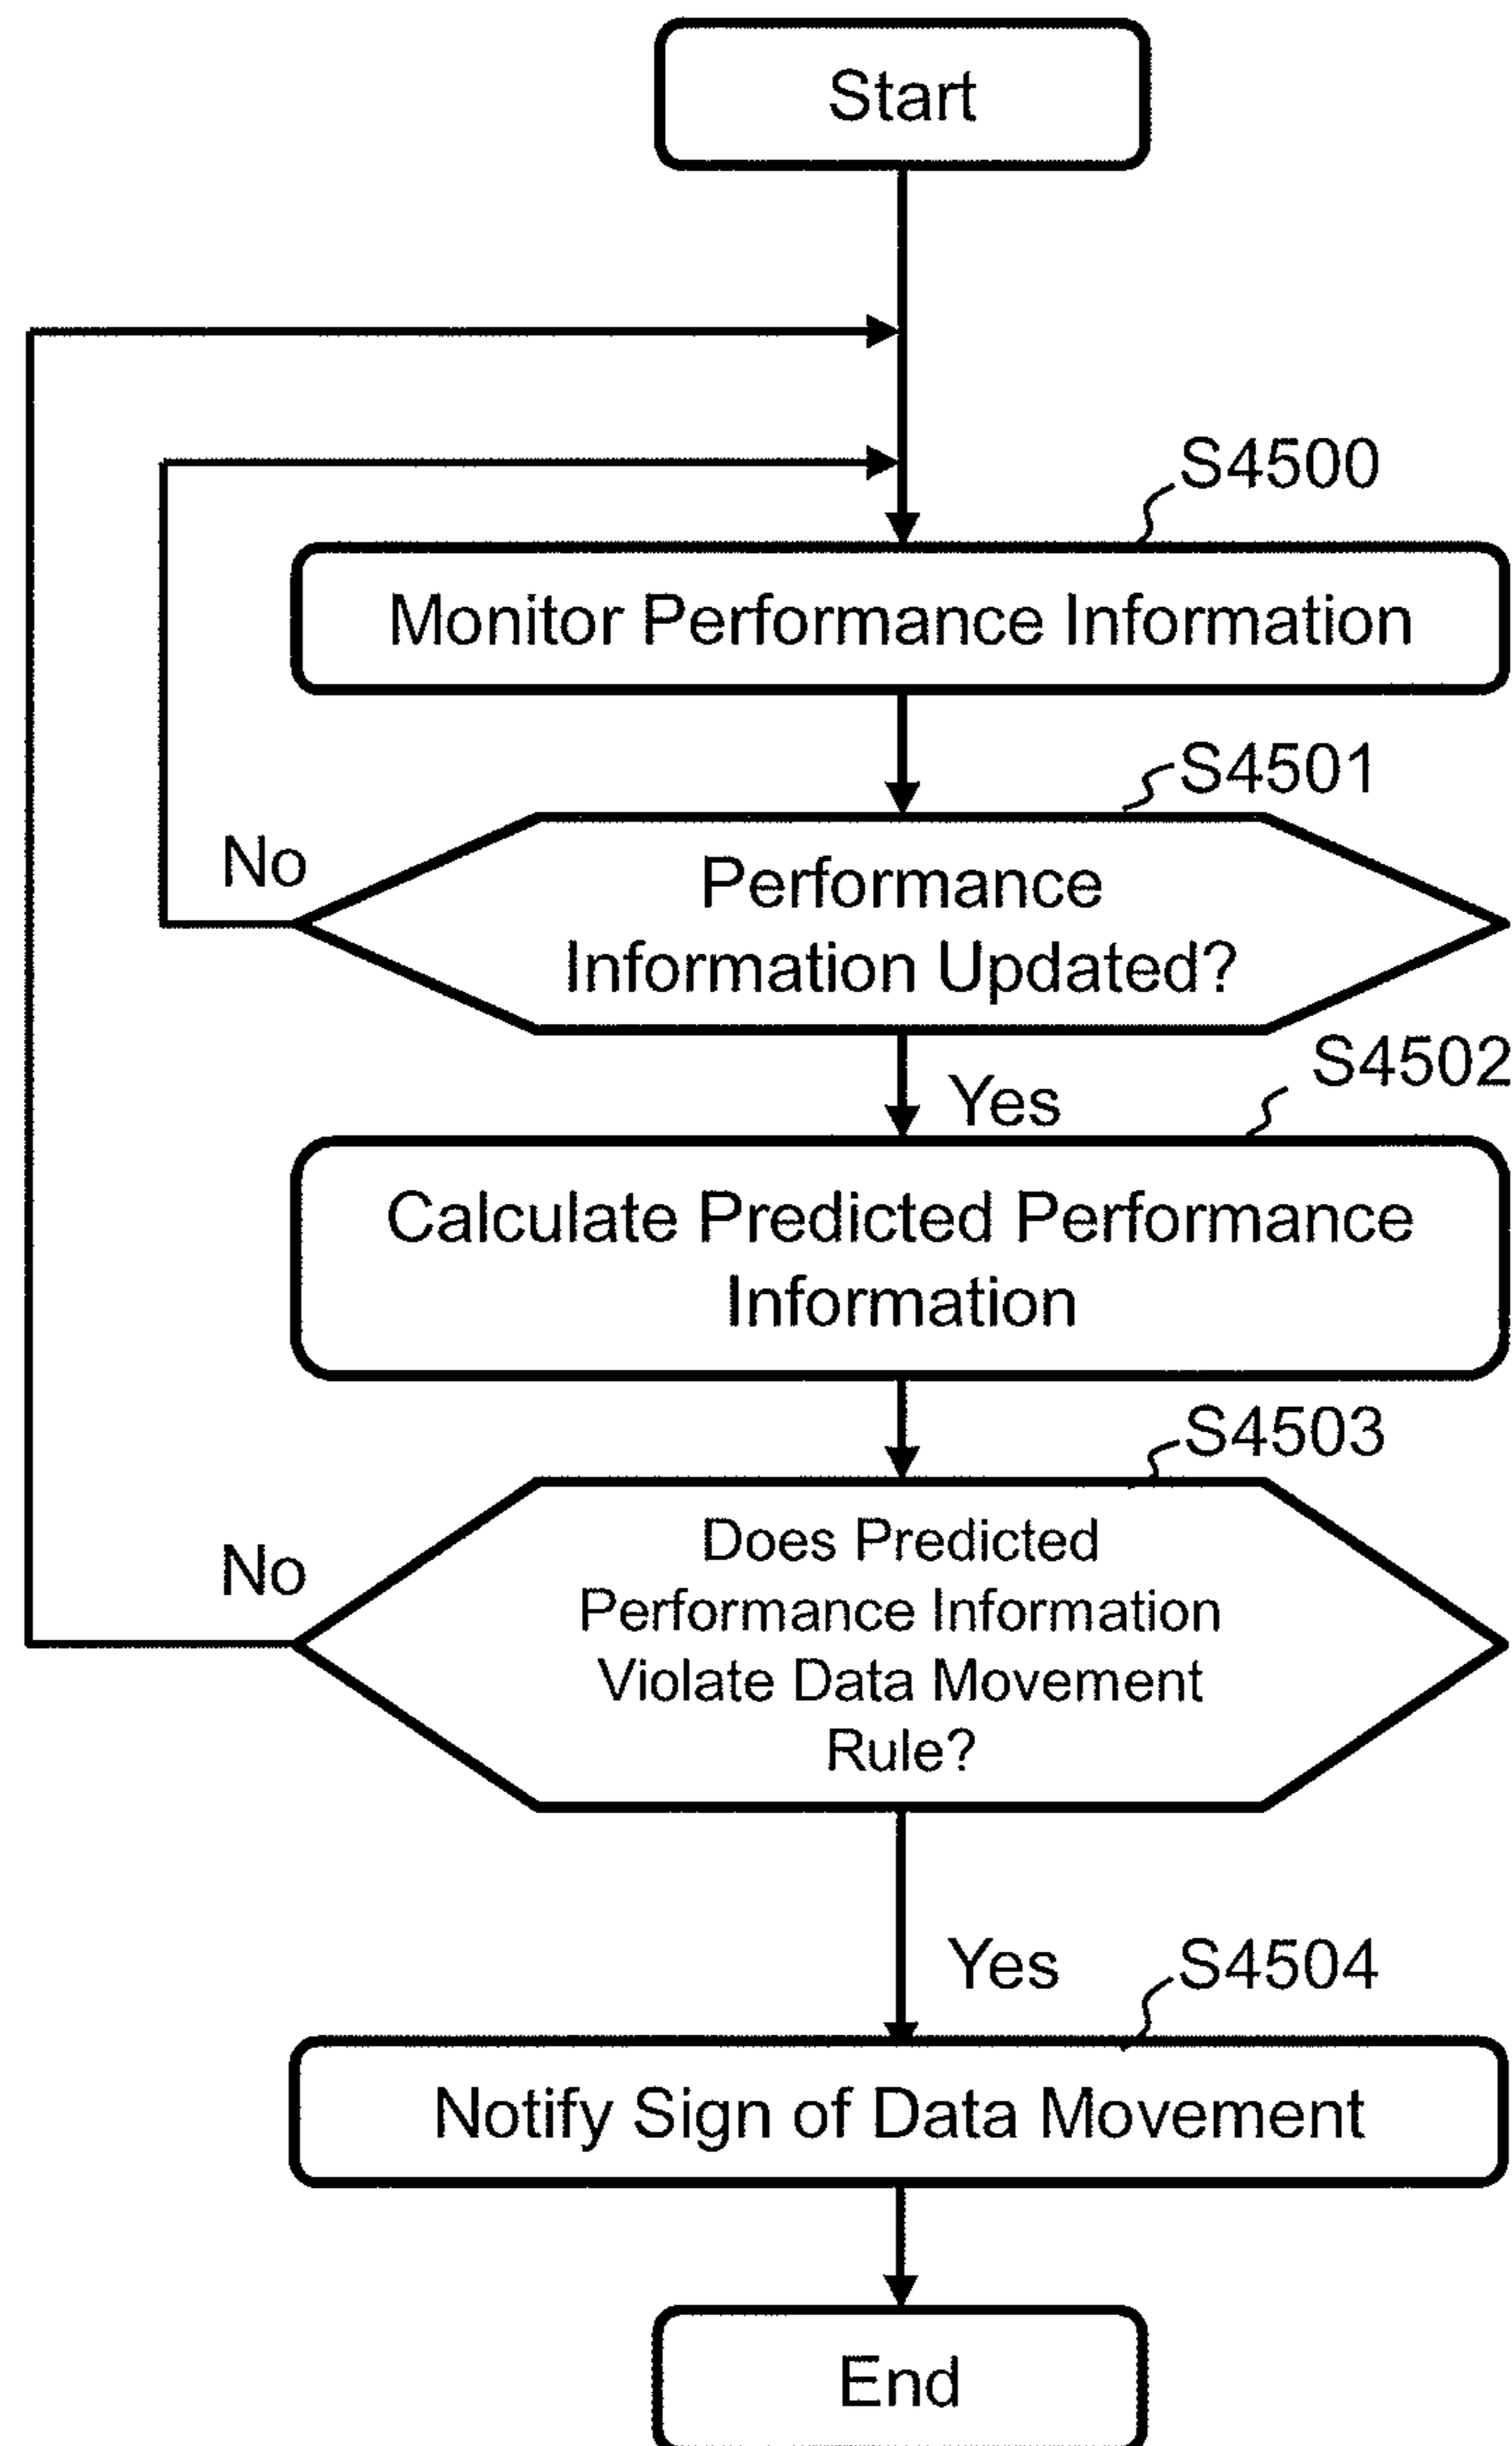 Start
S4500
Monitor Performance Information
S4501
No
Performance
Information Updated?
S4502
Yes
Calculate Predicted Performance
Information
S4503
No
Does Predicted
Performance Information
Violate Data Movement
Rule?
Yes
S4504
Notify Sign of Data Movement
End